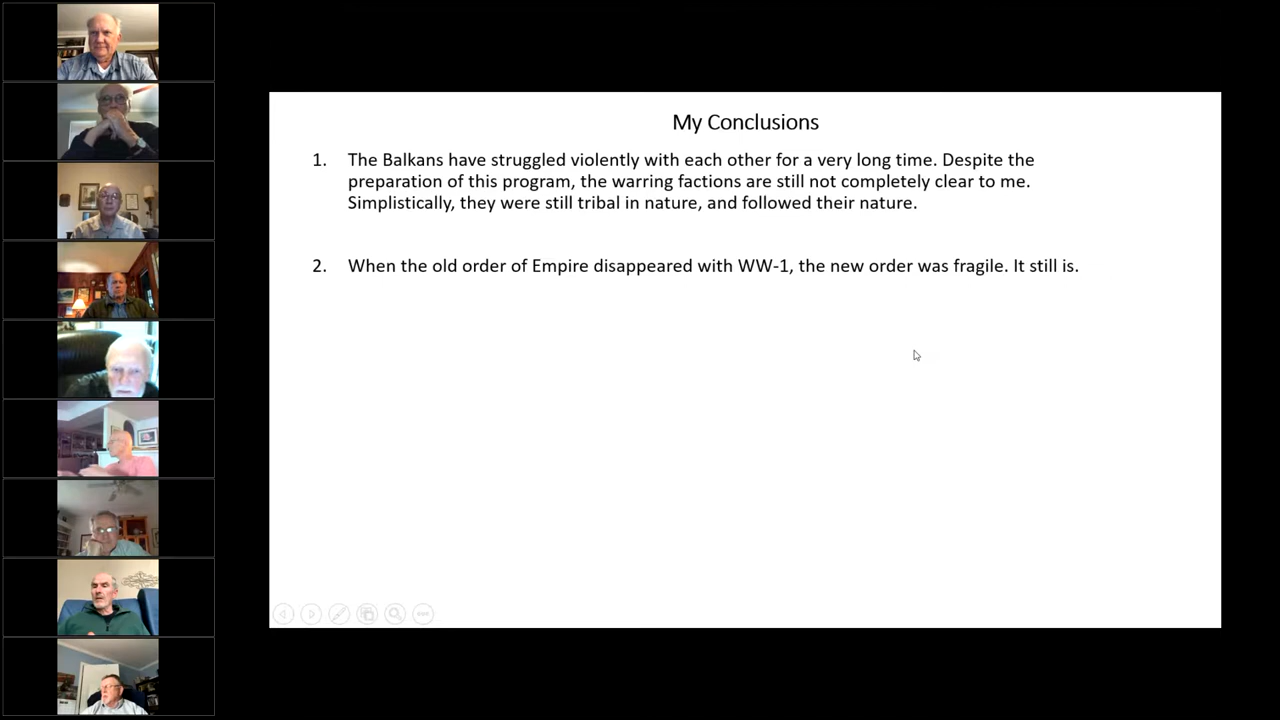 My Conclusions
1. The Balkans have struggled violently with each other for a very long time. Despite the
preparation of this program, the warring factions are still not completely clear to me.
Simplistically, they were still tribal in nature, and followed their nature.
2. When the old order of Empire disappeared with WW-1, the new order was fragile. It still is.